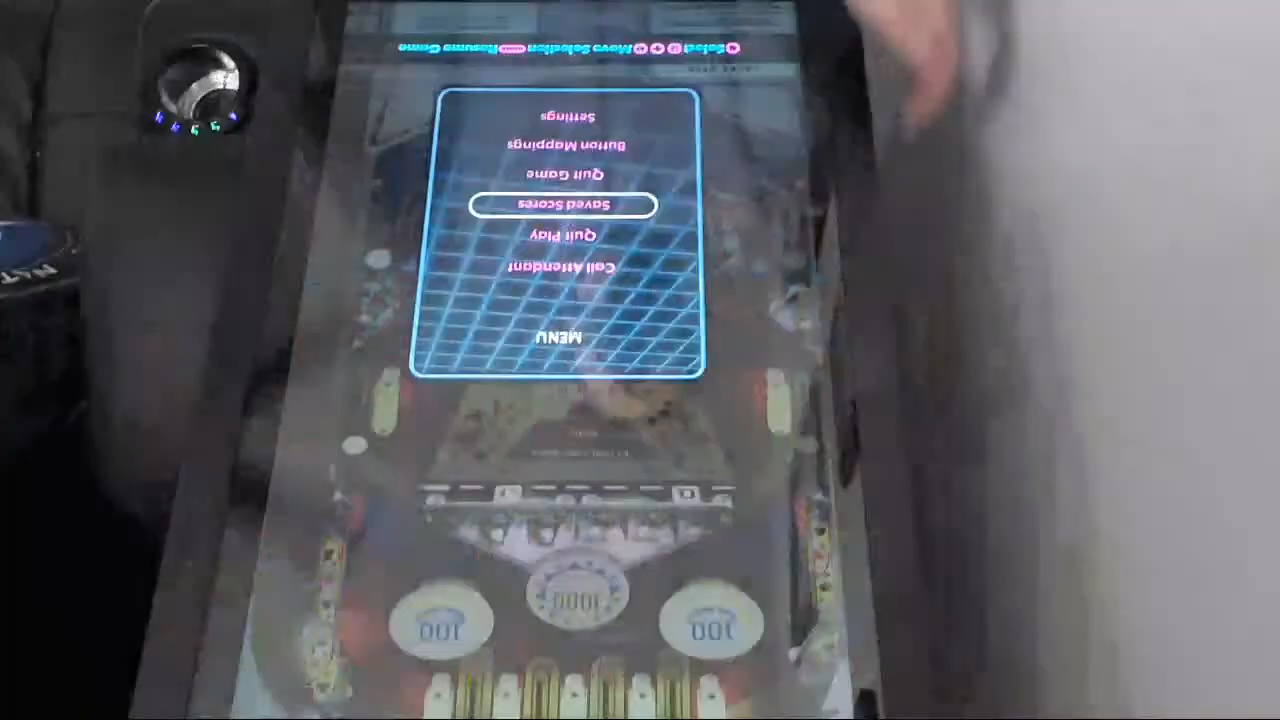 MENU
Call Attendant
Quit Play
Saved Scores
Quit Game
Button Mappings
Settings
Select Move Selection Resume Game
100
1000
100